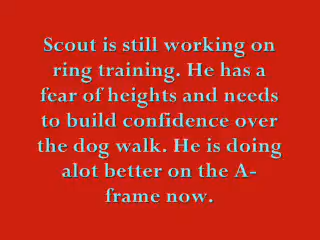 Scout is still working on
ring training. He has a
fear of heights and needs
to build confidence over
the dog walk. He is doing
alot better on the A-
frame now.